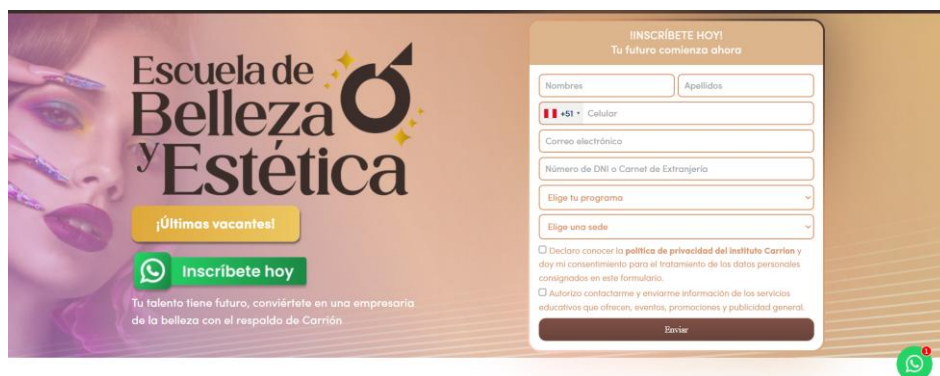 Escuela de
Belleza
y Estética
¡Últimas vacantes!
Inscríbete hoy
Tu talento tiene futuro, conviértete en una empresaria
de la belleza con el respaldo de Carrión
!INSCRÍBETE HOY!
Tu futuro comienza ahora
Nombres
Apellidos
+51
Celular
Correo electrónico
Número de DNI o Carnet de Extranjería
Elige tu programa
Elige una sede
Declaro conocer la política de privacidad del instituto Carrion y
doy mi consentimiento para el tratamiento de los datos personales
consignados en este formulario.
Autorizo contactarme y enviarme información de los servicios
educativos que ofrecen, eventos, promociones y publicidad general.
Enviar
1